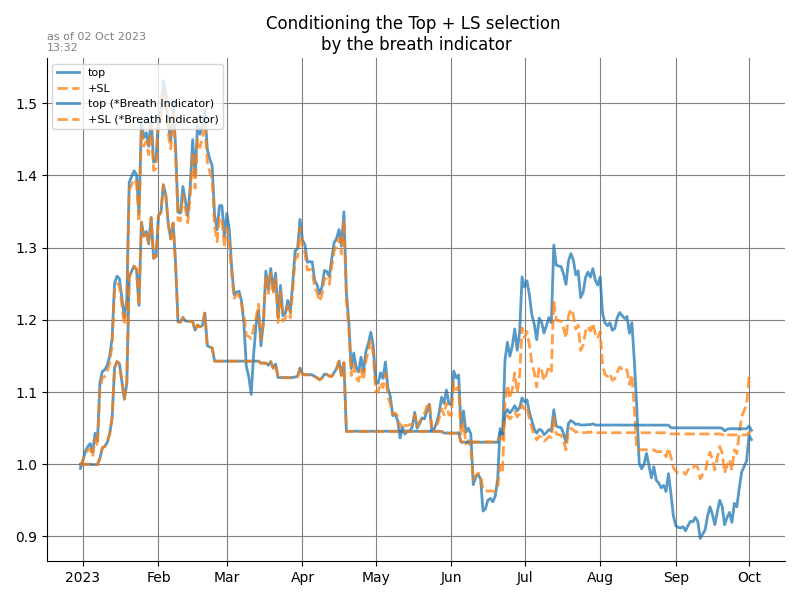 Conditioning the Top + LS selection
by the breath indicator
as of 02 Oct 2023
13:32
top
+SL
top (*Breath Indicator)
+SL (*Breath Indicator)
1.5
1.4
1.3
1.2
1.1
1.0
0.9
2023 Feb Mar Apr May Jun Jul Aug Sep Oct